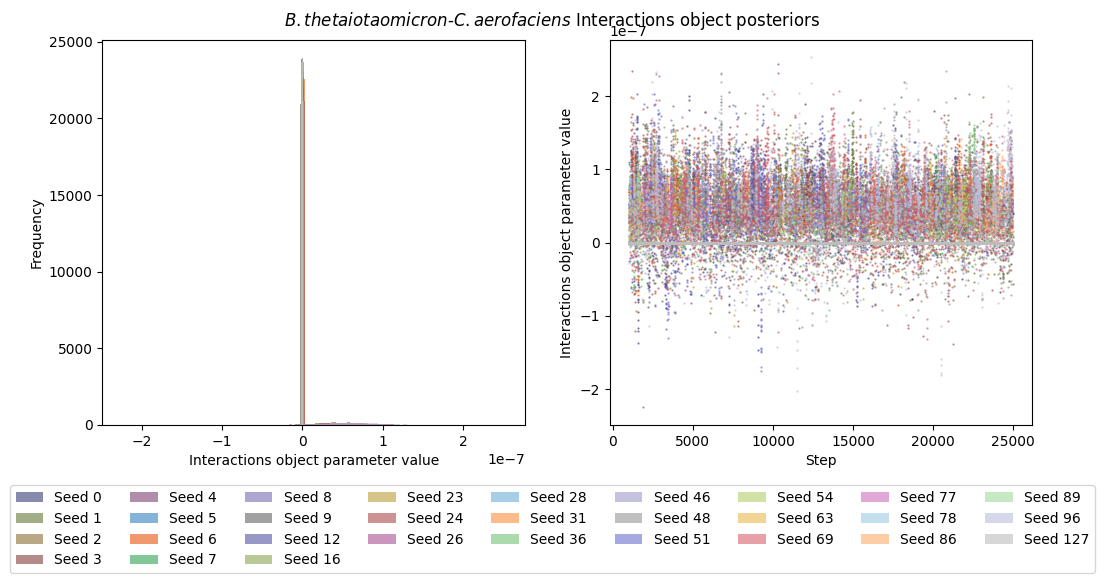 B.thetaiotaomicron-C.aerofaciens Interactions object posteriors
25000
20000
15000
10000
5000
0
Frequency
−2
−1
0
1
2
1e−7
Interactions object parameter value
1e−7
2
1
0
−1
−2
Interactions object parameter value
0
5000
10000
15000
20000
25000
Step
Seed 0 Seed 4 Seed 8 Seed 23 Seed 28 Seed 46 Seed 54 Seed 77 Seed 89
Seed 1 Seed 5 Seed 9 Seed 24 Seed 31 Seed 48 Seed 63 Seed 78 Seed 96
Seed 2 Seed 6 Seed 12 Seed 26 Seed 36 Seed 51 Seed 69 Seed 86 Seed 127
Seed 3 Seed 7 Seed 16